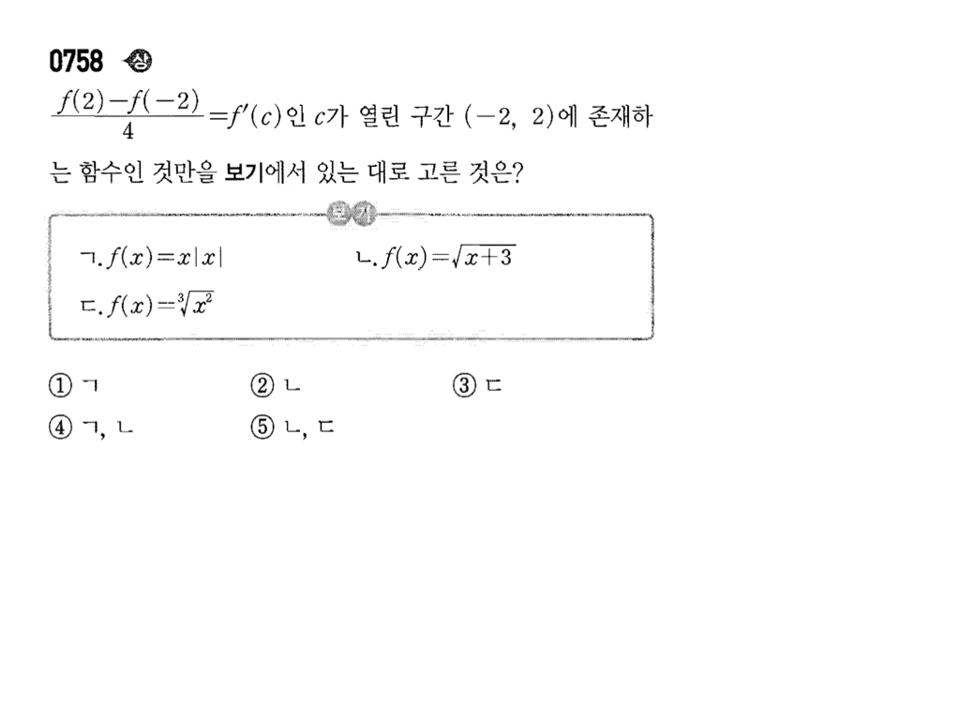 0758 상
f(2)-f(-2)/4=f'(c)인 c가 열린 구간 (-2, 2)에 존재하
는 함수인 것만을 보기에서 있는 대로 고른 것은?
보기
ㄱ. f(x)=x|x| ㄴ. f(x)=√x+3
ㄷ. f(x)=∛x²
① ㄱ ② ㄴ ③ ㄷ
④ ㄱ, ㄴ ⑤ ㄴ, ㄷ